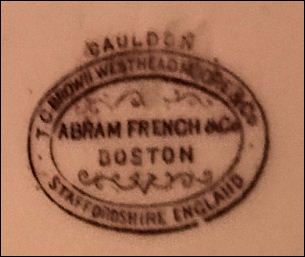 CAULDON
T.C. BROWN WESTHEAD MOORE & Co
ABRAM FRENCH & Co
BOSTON
STAFFORDSHIRE ENGLAND